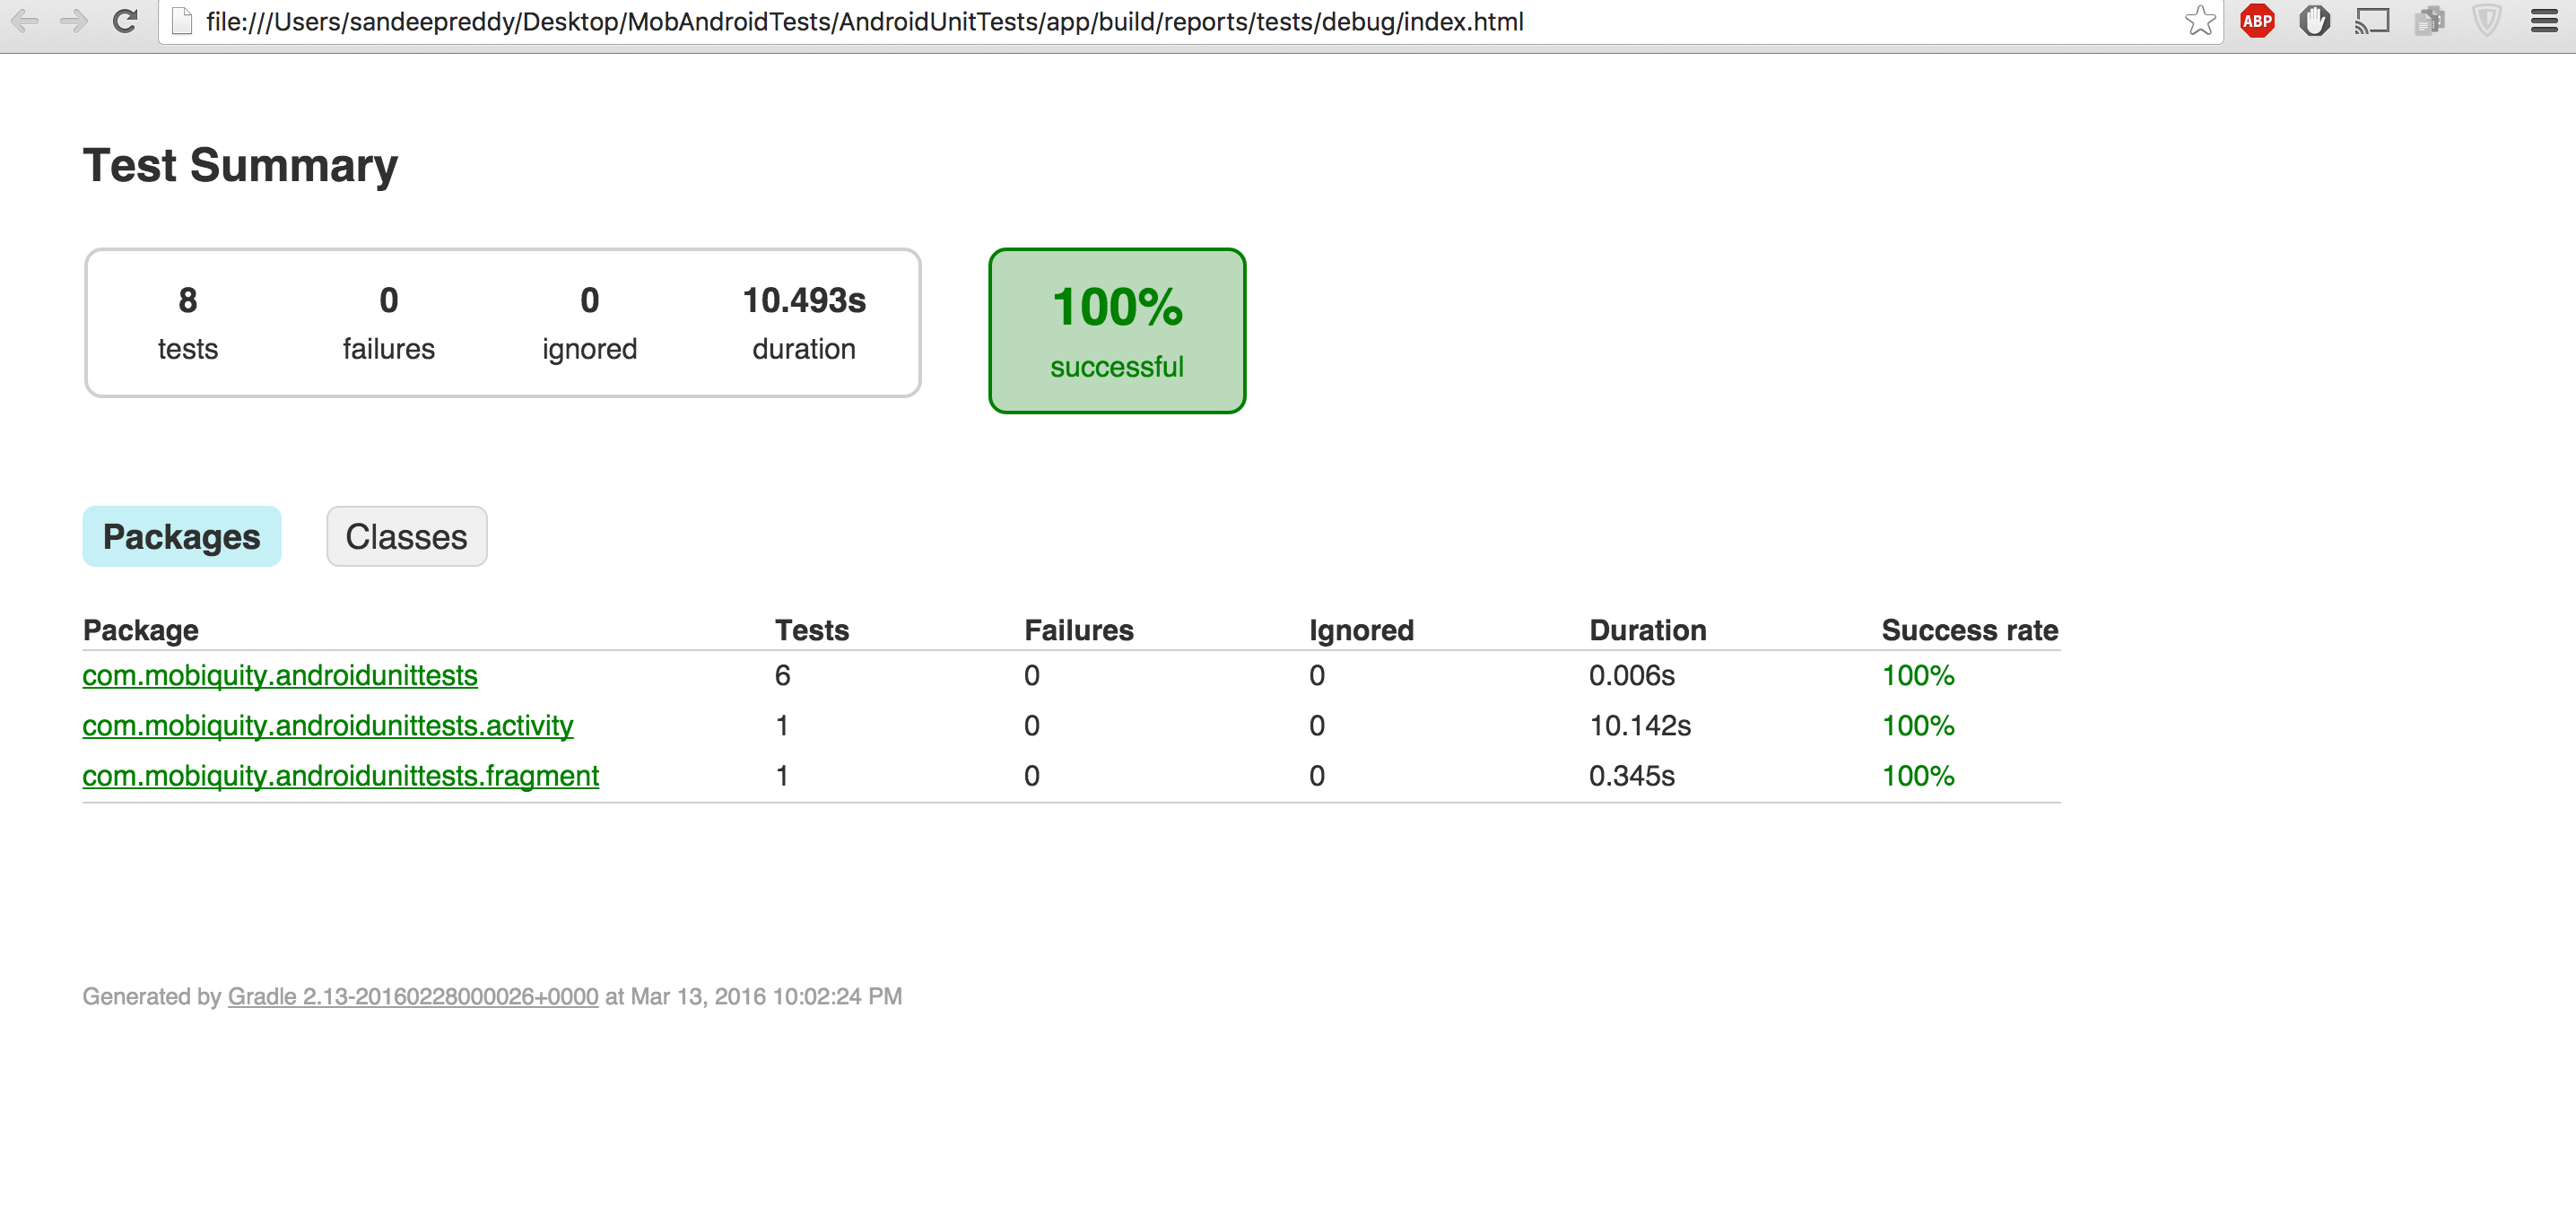 file:///Users/sandeepreddy/Desktop/MobAndroidTests/AndroidUnitTests/app/build/reports/tests/debug/index.html
ABP
Test Summary
8 0 0 10.493s
tests failures ignored duration
100%
successful
Packages Classes
Package Tests Failures Ignored Duration Success rate
com.mobiquity.androidunittests 6 0 0 0.006s 100%
com.mobiquity.androidunittests.activity 1 0 0 10.142s 100%
com.mobiquity.androidunittests.fragment 1 0 0 0.345s 100%
Generated by Gradle 2.13-20160228000026+0000 at Mar 13, 2016 10:02:24 PM